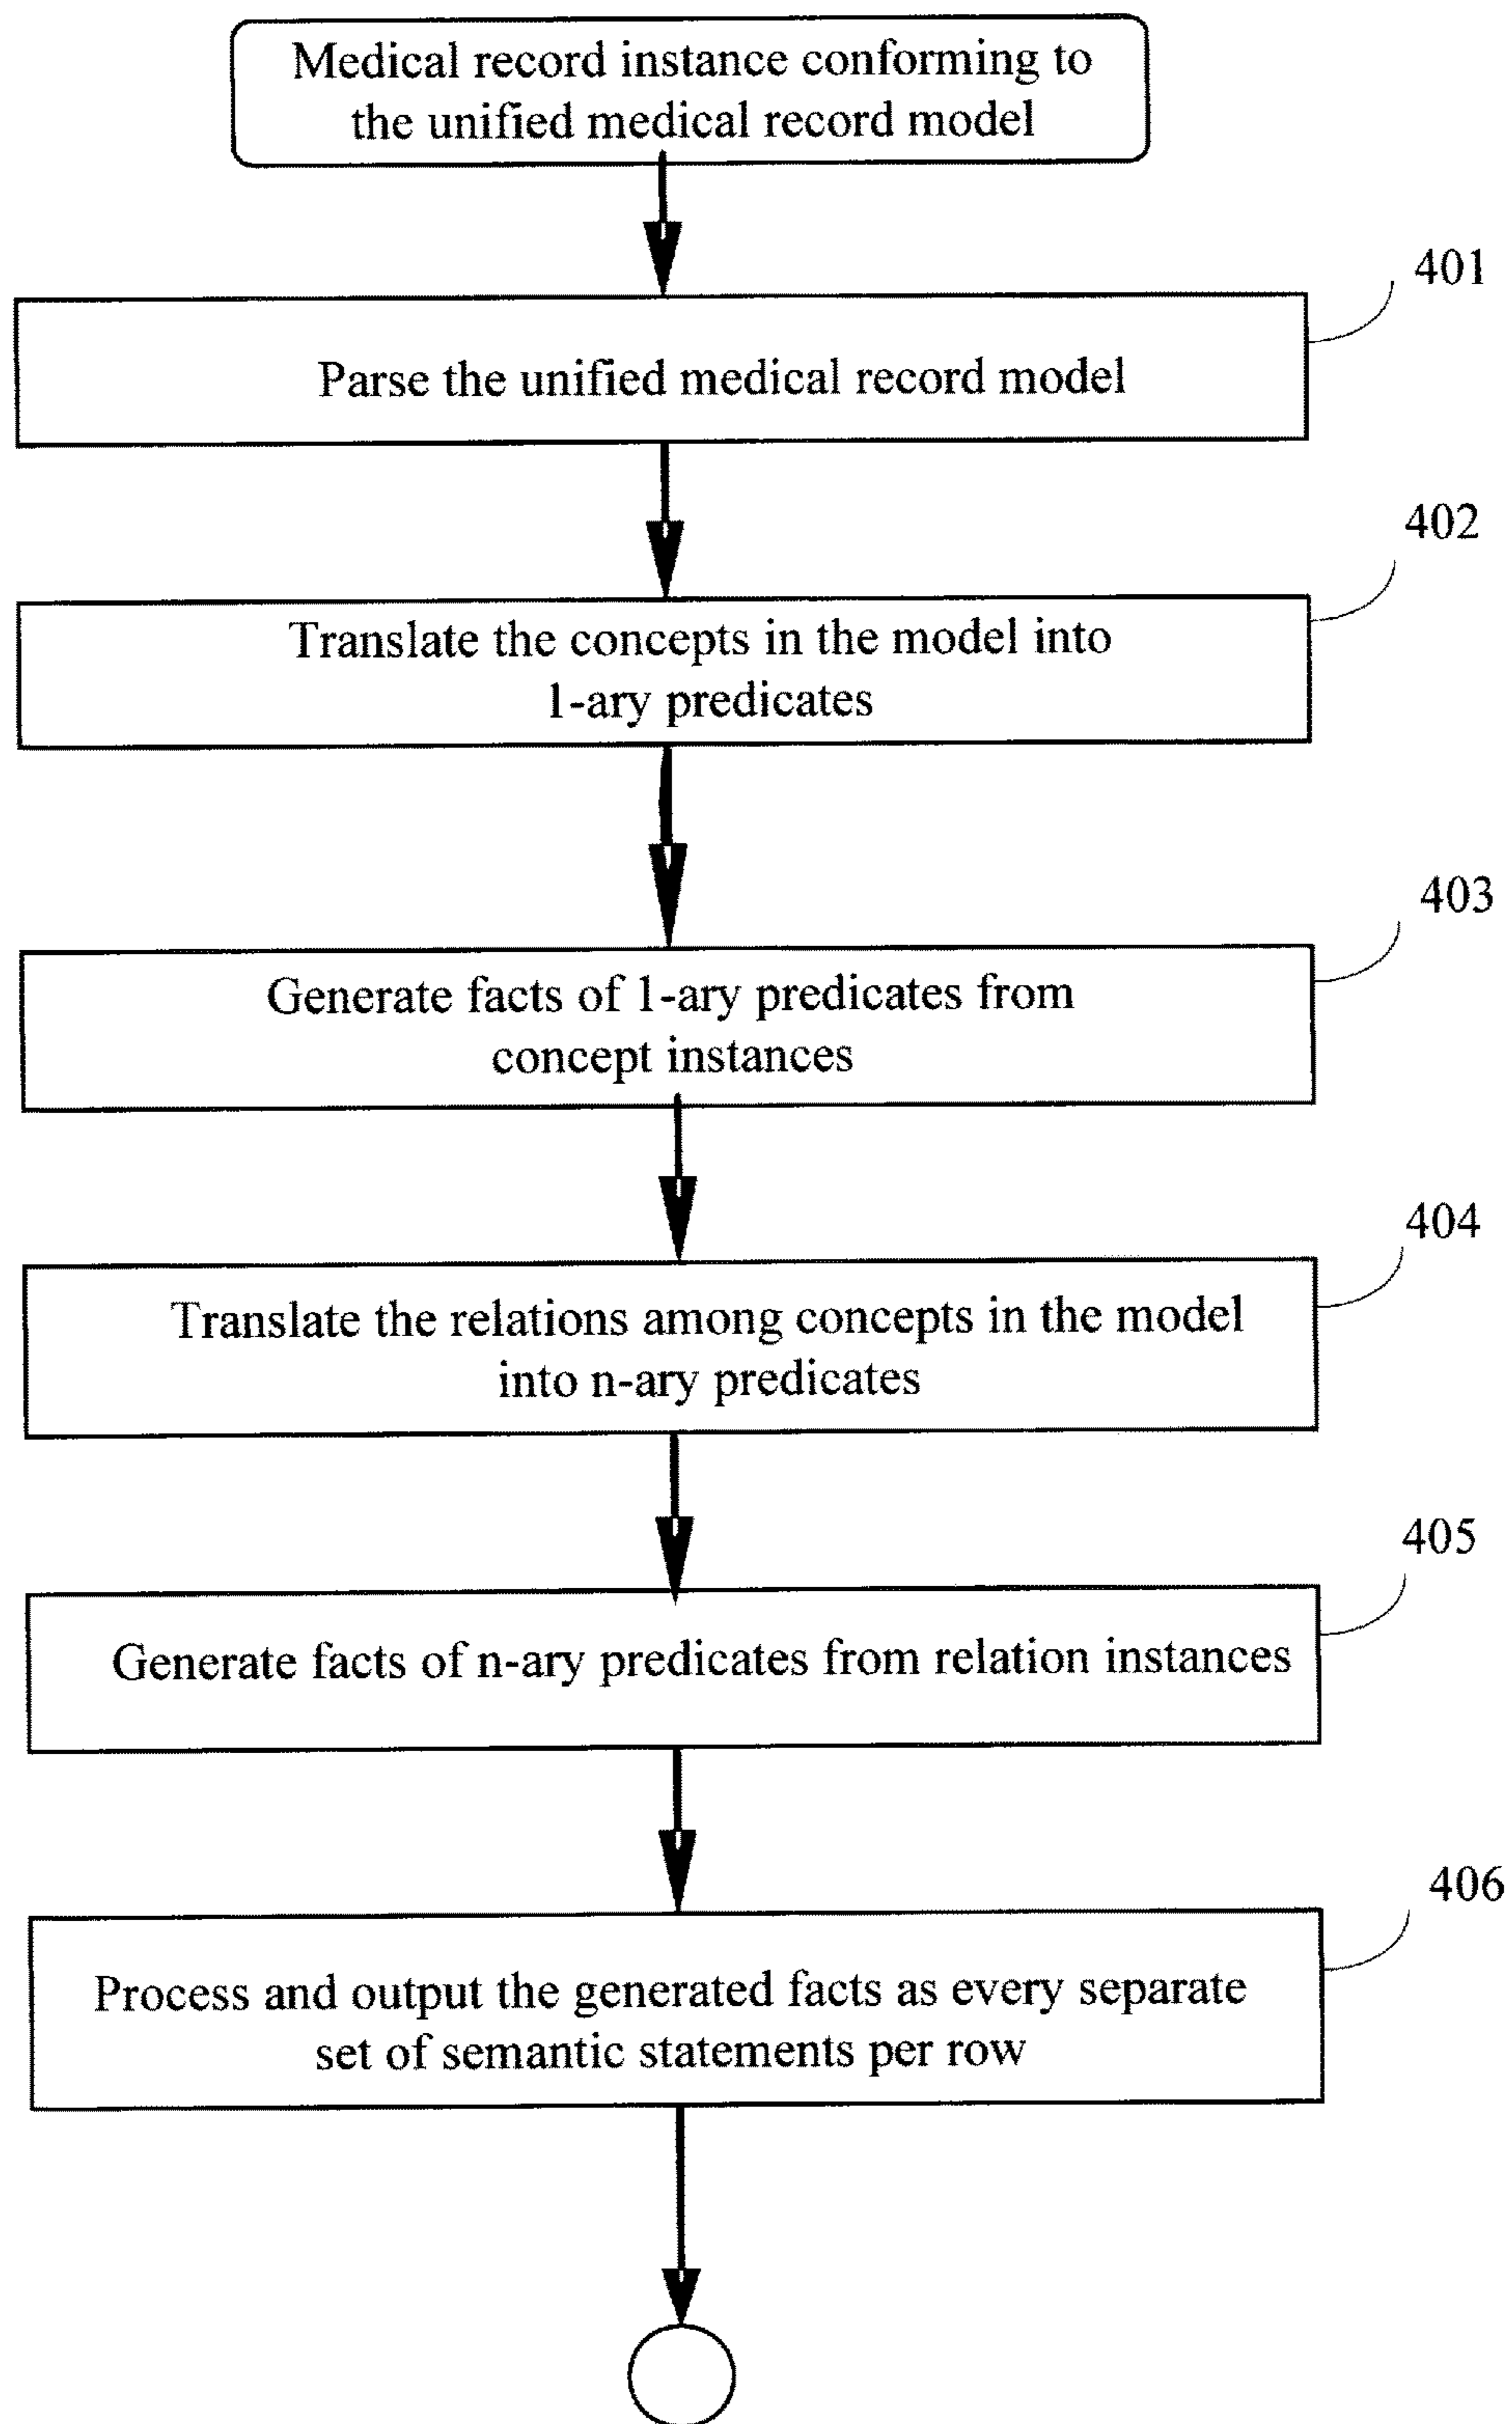 Medical record instance conforming to
the unified medical record model
401
Parse the unified medical record model
402
Translate the concepts in the model into
1-ary predicates
403
Generate facts of 1-ary predicates from
concept instances
404
Translate the relations among concepts in the model
into n-ary predicates
405
Generate facts of n-ary predicates from relation instances
406
Process and output the generated facts as every separate
set of semantic statements per row